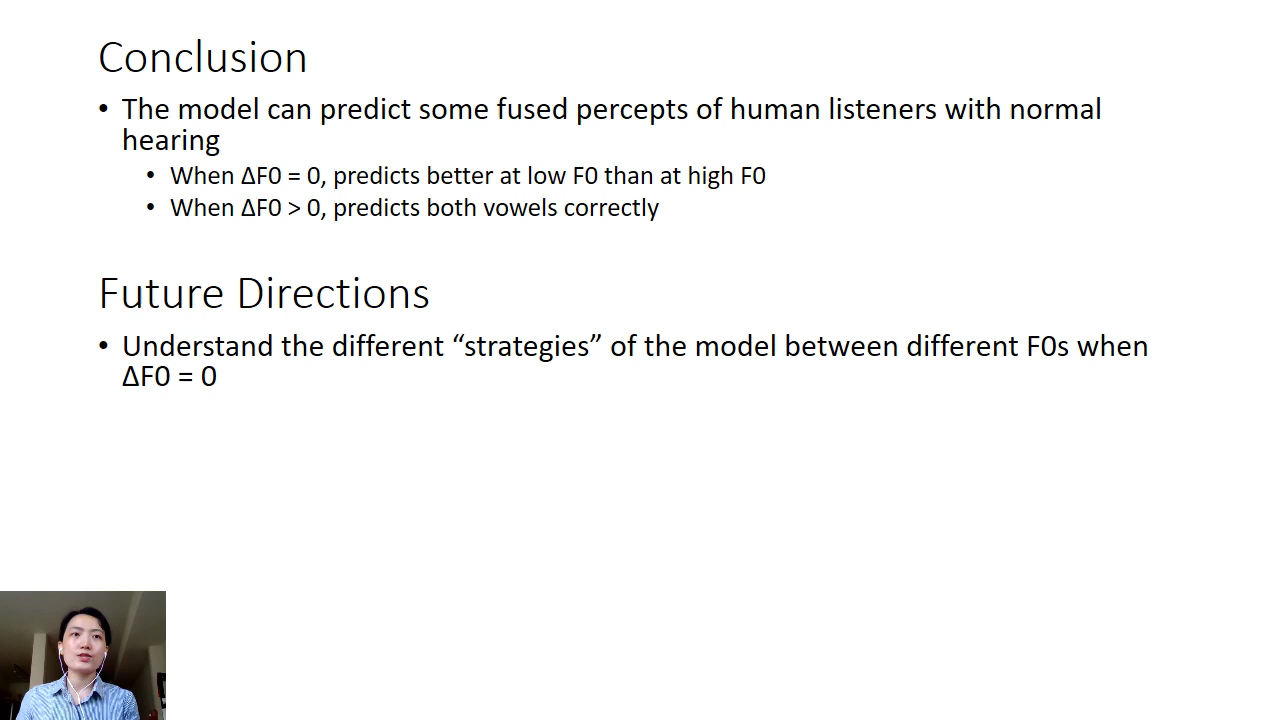 Conclusion
• The model can predict some fused percepts of human listeners with normal
hearing
• When ΔF0 = 0, predicts better at low F0 than at high F0
• When ΔF0 > 0, predicts both vowels correctly
Future Directions
• Understand the different “strategies” of the model between different F0s when
ΔF0 = 0